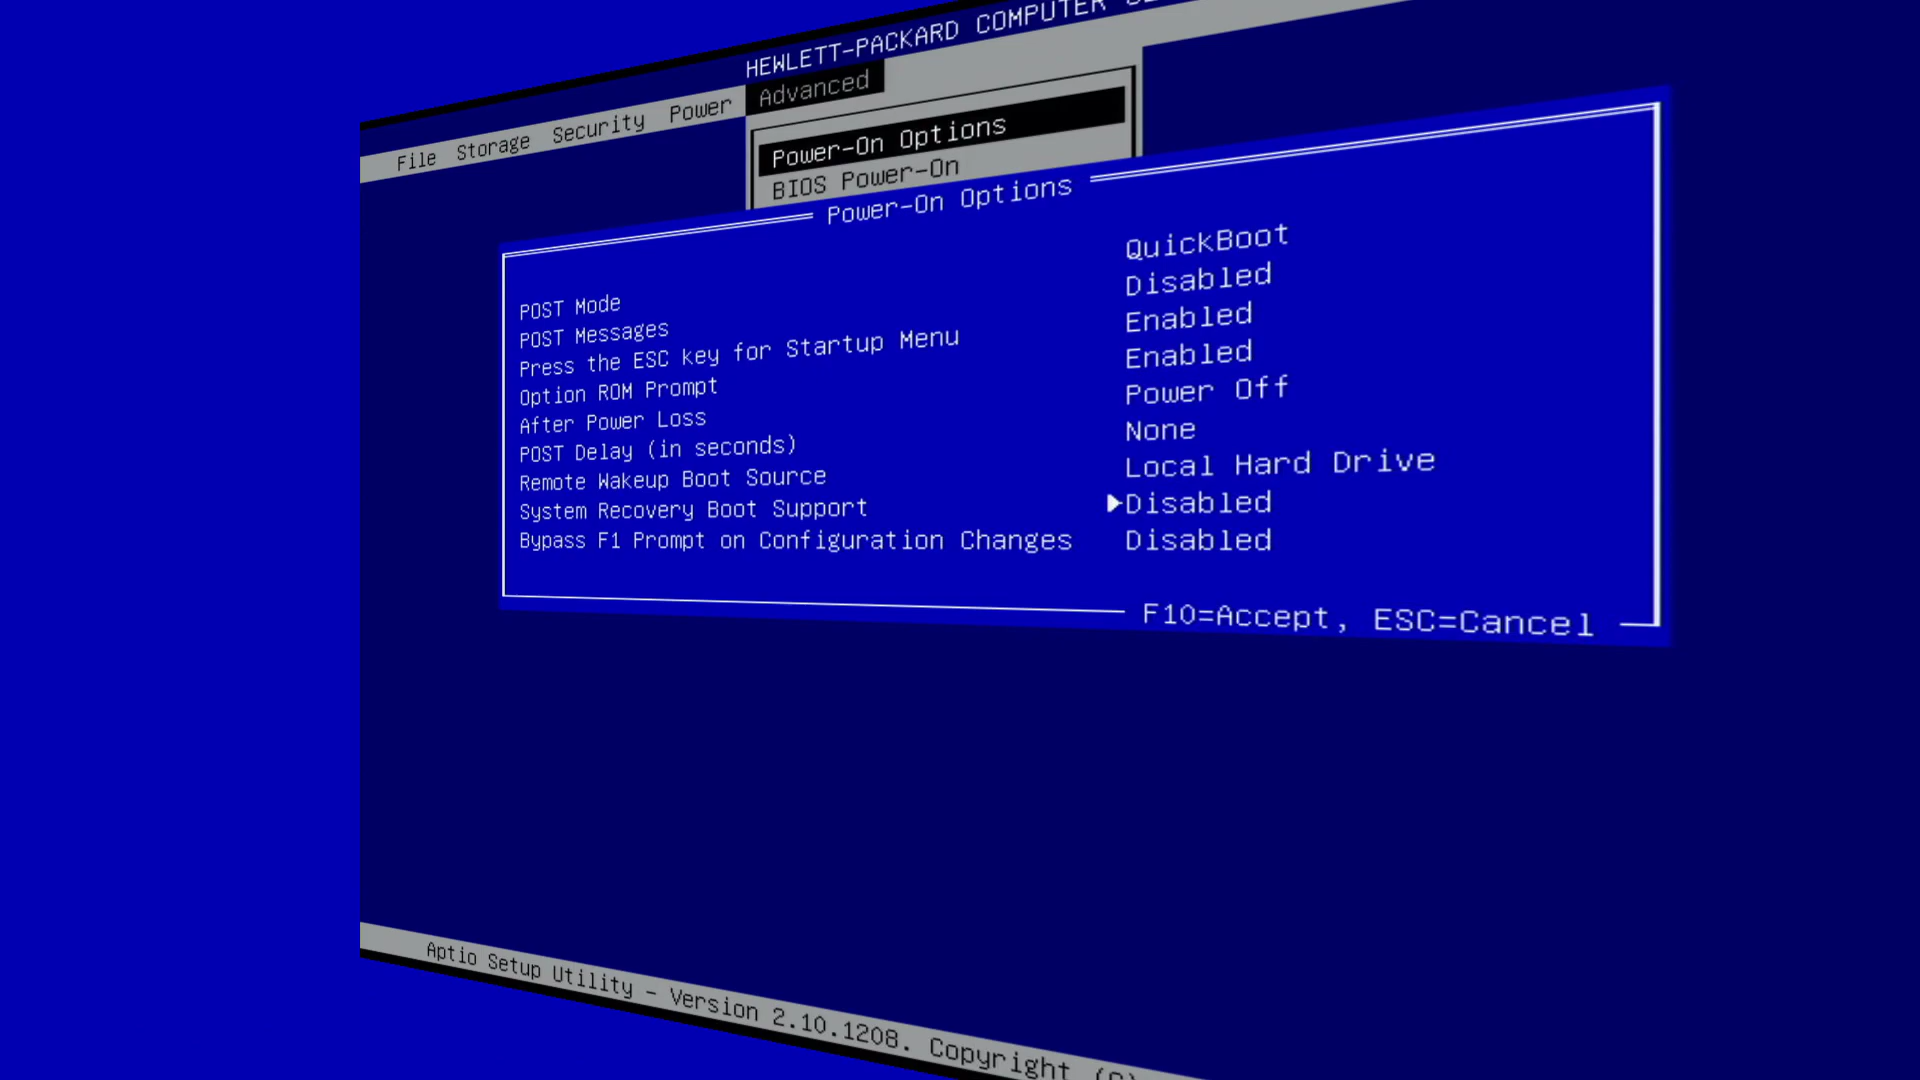 HEWLETT-PACKARD COMPUTER
File Storage Security Power Advanced
Power-On Options
BIOS Power-On
Power-On Options
POST Mode QuickBoot
POST Messages Disabled
Press the ESC key for Startup Menu Enabled
Option ROM Prompt Enabled
After Power Loss Power Off
POST Delay (in seconds) None
Remote Wakeup Boot Source Local Hard Drive
System Recovery Boot Support ▶Disabled
Bypass F1 Prompt on Configuration Changes Disabled
F10=Accept, ESC=Cancel
Aptio Setup Utility - Version 2.10.1208. Copyright